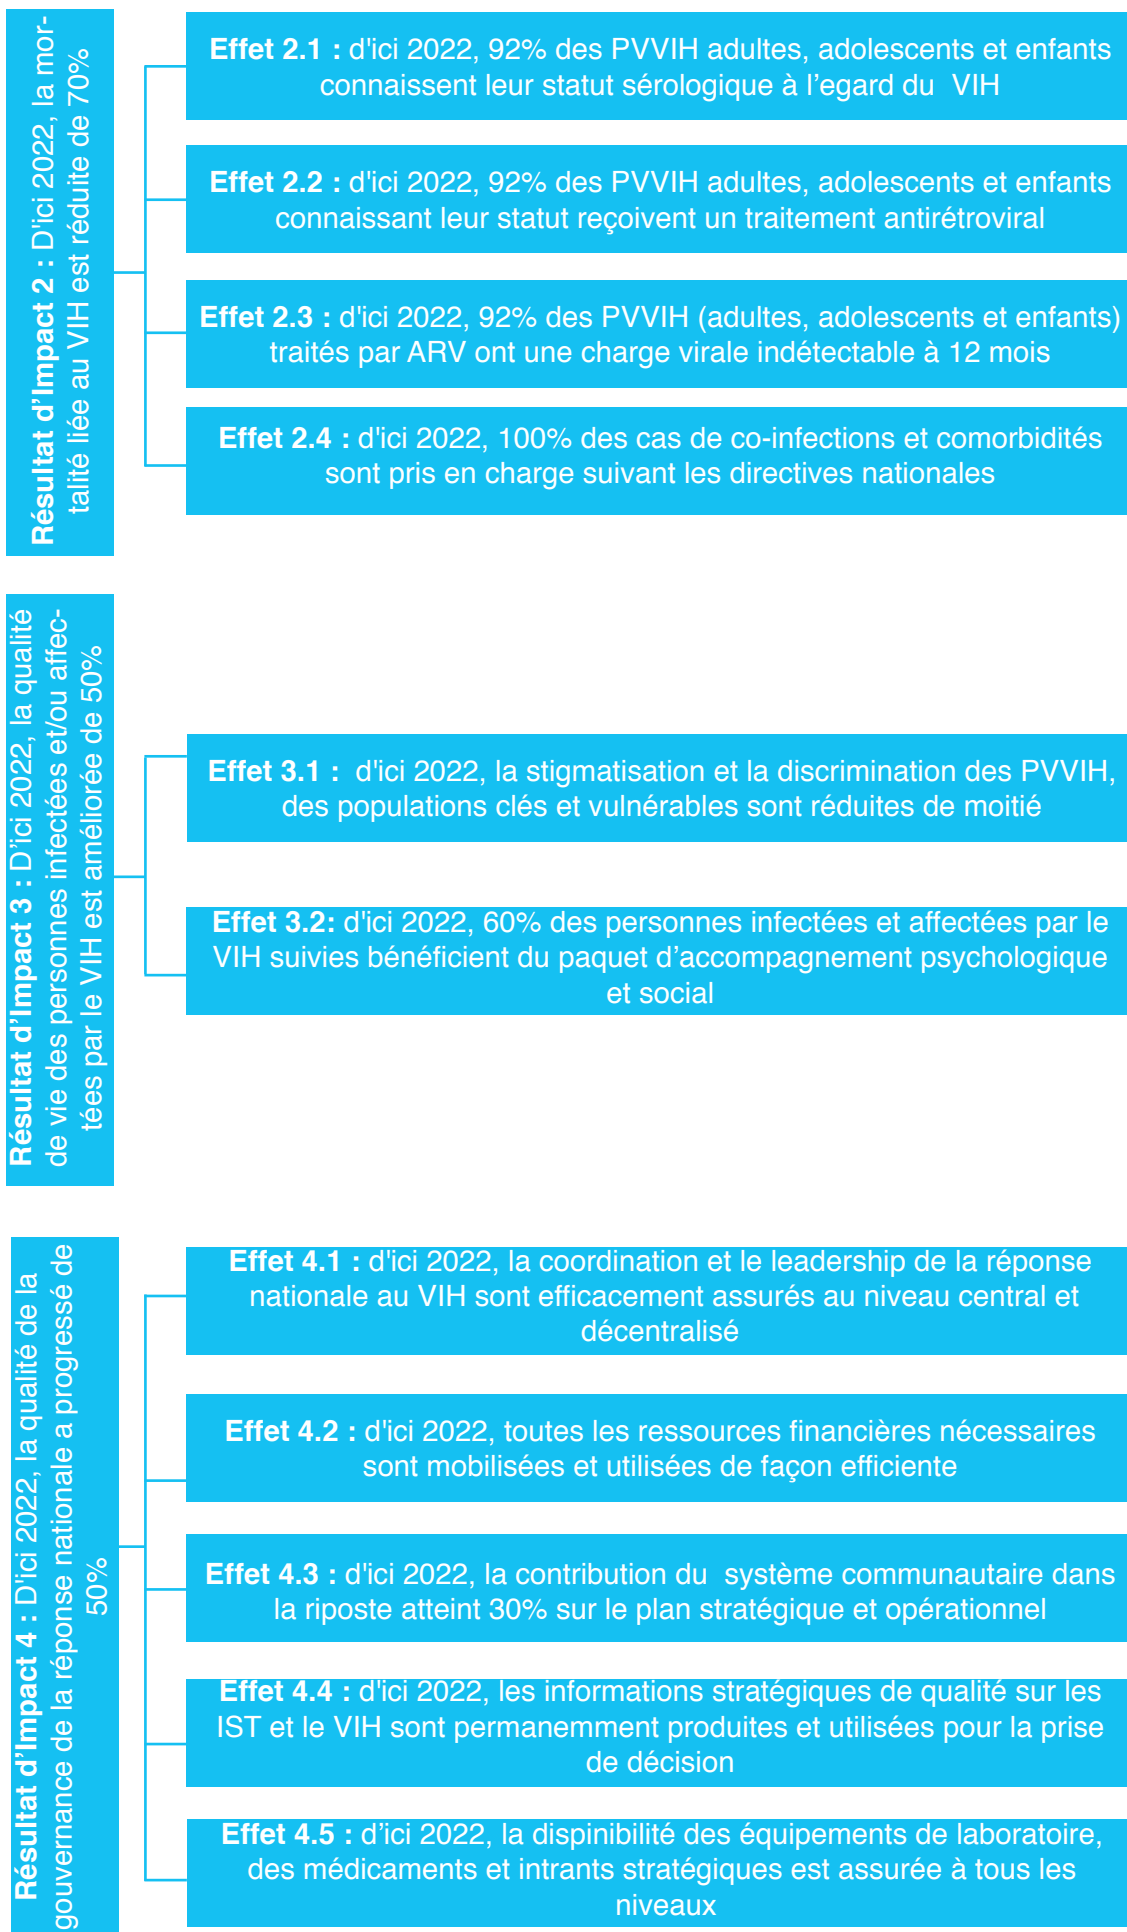 Résultat d'Impact 2 : D'ici 2022, la mor-
talité liée au VIH est réduite de 70%
Effet 2.1 : d'ici 2022, 92% des PVVIH adultes, adolescents et enfants
connaissent leur statut sérologique à l'egard du  VIH
Effet 2.2 : d'ici 2022, 92% des PVVIH adultes, adolescents et enfants
connaissant leur statut reçoivent un traitement antirétroviral
Effet 2.3 : d'ici 2022, 92% des PVVIH (adultes, adolescents et enfants)
traités par ARV ont une charge virale indétectable à 12 mois
Effet 2.4 : d'ici 2022, 100% des cas de co-infections et comorbidités
sont pris en charge suivant les directives nationales
Résultat d'Impact 3 : D'ici 2022, la qualité
de vie des personnes infectées et/ou affec-
tées par le VIH est améliorée de 50%
Effet 3.1 :  d'ici 2022, la stigmatisation et la discrimination des PVVIH,
des populations clés et vulnérables sont réduites de moitié
Effet 3.2: d'ici 2022, 60% des personnes infectées et affectées par le
VIH suivies bénéficient du paquet d'accompagnement psychologique
et social
Résultat d'Impact 4 : D'ici 2022, la qualité de la
gouvernance de la réponse nationale a progressé de
50%
Effet 4.1 : d'ici 2022, la coordination et le leadership de la réponse
nationale au VIH sont efficacement assurés au niveau central et
décentralisé
Effet 4.2 : d'ici 2022, toutes les ressources financières nécessaires
sont mobilisées et utilisées de façon efficiente
Effet 4.3 : d'ici 2022, la contribution du  système communautaire dans
la riposte atteint 30% sur le plan stratégique et opérationnel
Effet 4.4 : d'ici 2022, les informations stratégiques de qualité sur les
IST et le VIH sont permanemment produites et utilisées pour la prise
de décision
Effet 4.5 : d'ici 2022, la dispinibilité des équipements de laboratoire,
des médicaments et intrants stratégiques est assurée à tous les
niveaux